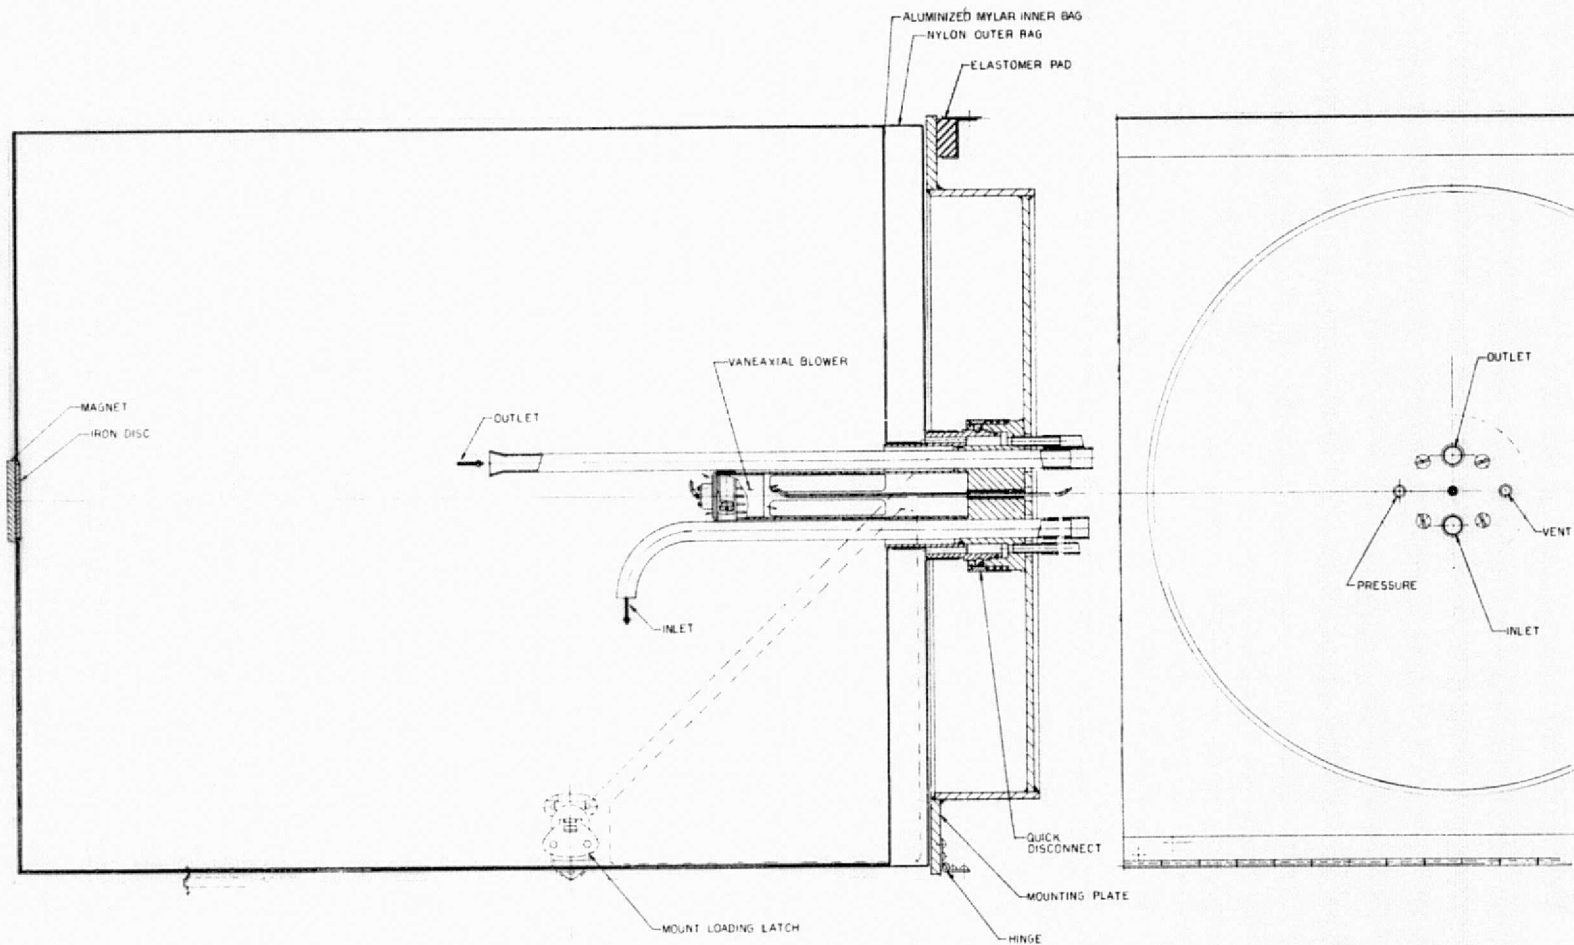 ALUMINIZED MYLAR INNER BAG
NYLON OUTER BAG
ELASTOMER PAD
VANEAXIAL BLOWER
OUTLET
MAGNET
IRON DISC
OUTLET
INLET
PRESSURE
VENT
INLET
QUICK
DISCONNECT
MOUNTING PLATE
MOUNT LOADING LATCH
HINGE